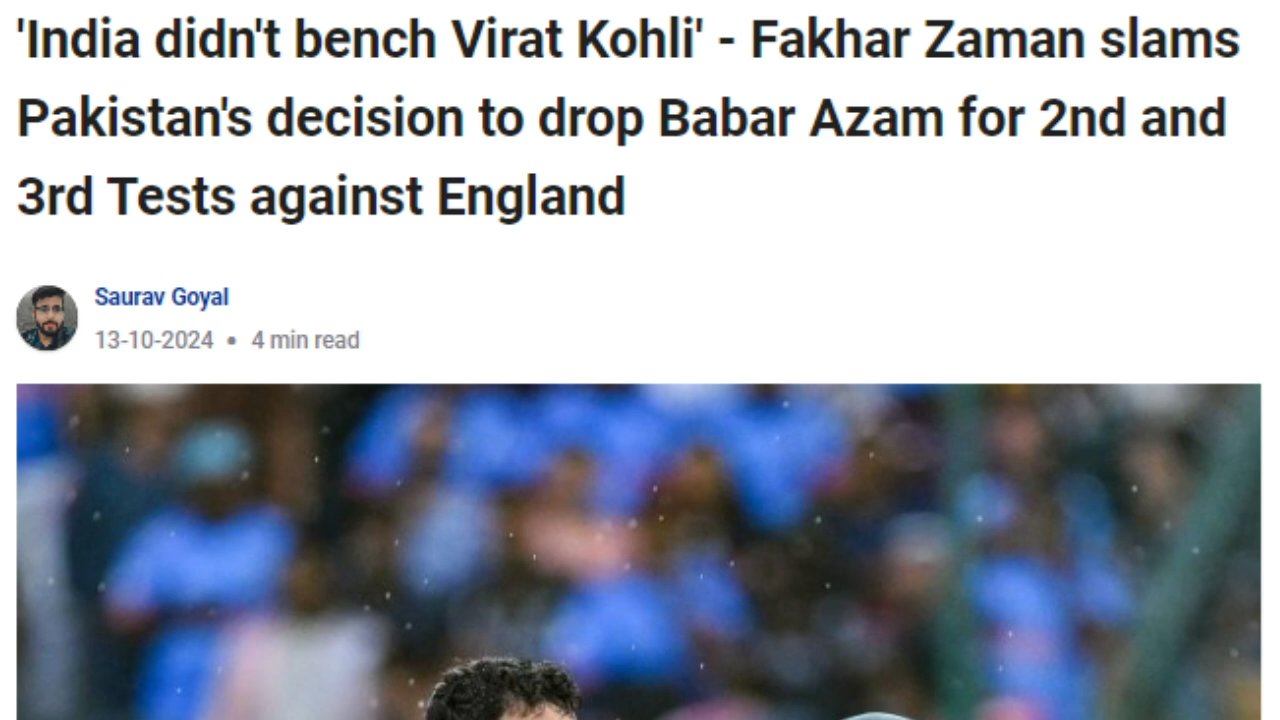 'India didn't bench Virat Kohli' - Fakhar Zaman slams
Pakistan's decision to drop Babar Azam for 2nd and
3rd Tests against England
Saurav Goyal
13-10-2024 • 4 min read